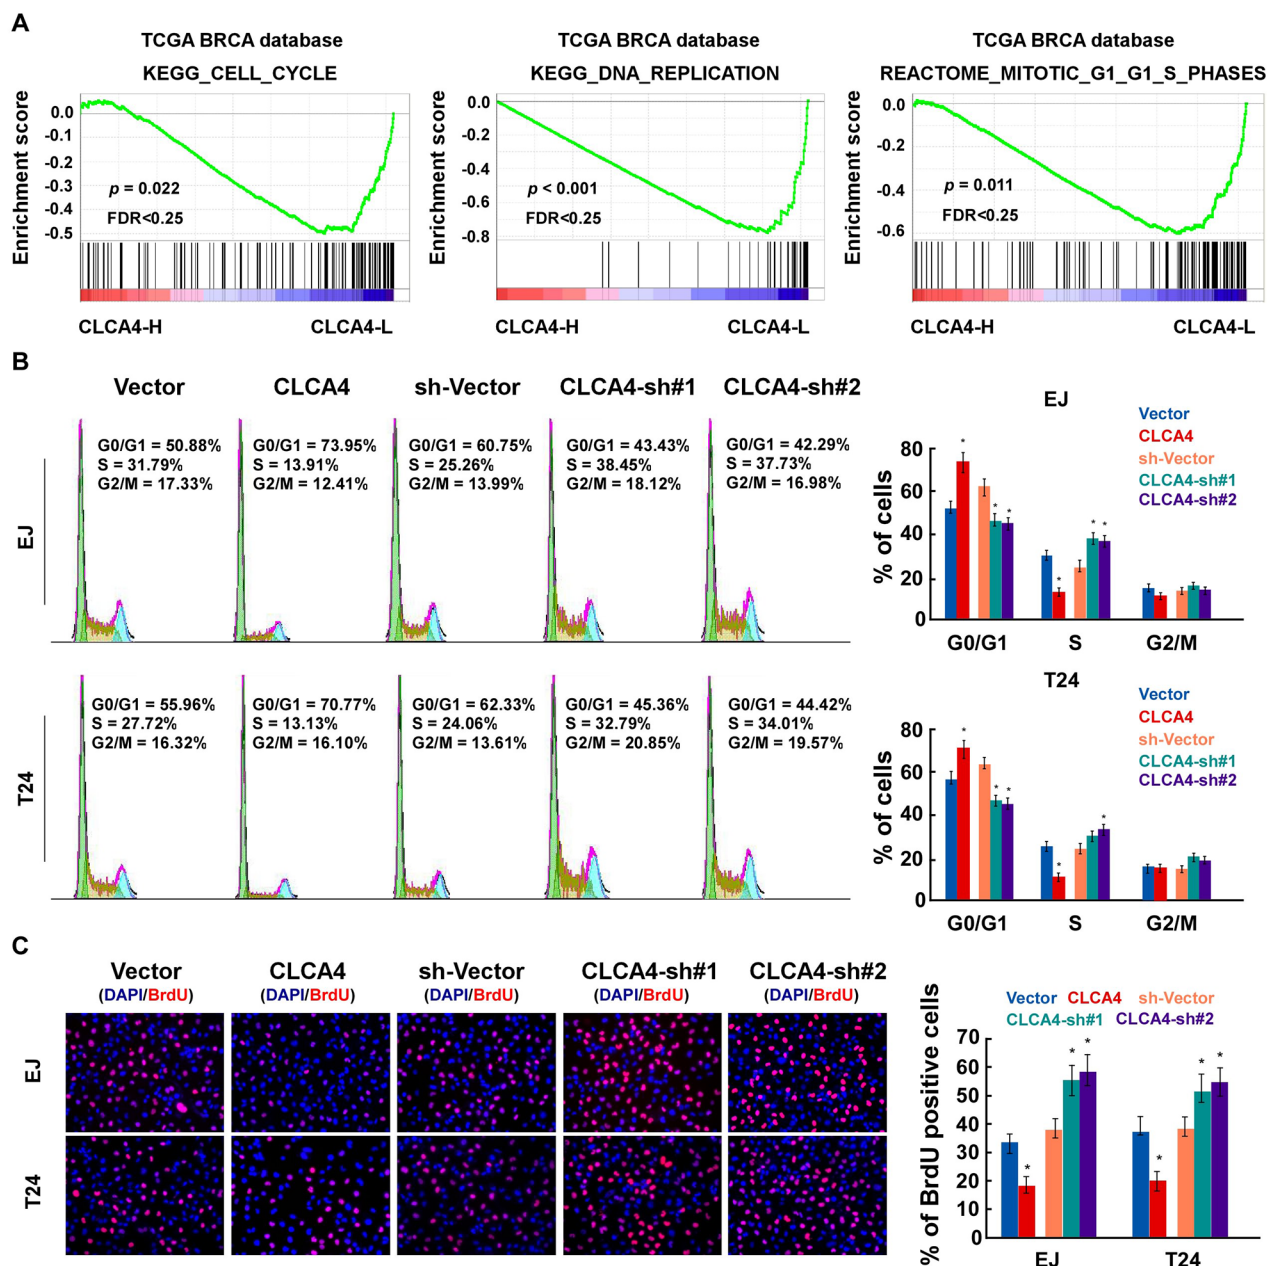 A
TCGA BRCA database
KEGG_CELL_CYCLE
Enrichment score
0.0
-0.1
-0.2
-0.3
-0.4
-0.5
p = 0.022
FDR<0.25
CLCA4-H
CLCA4-L
TCGA BRCA database
KEGG_DNA_REPLICATION
Enrichment score
0.0
-0.2
-0.4
-0.6
-0.8
p < 0.001
FDR<0.25
CLCA4-H
CLCA4-L
TCGA BRCA database
REACTOME_MITOTIC_G1_G1_S_PHASES
Enrichment score
0.0
-0.2
-0.4
-0.6
p = 0.011
FDR<0.25
CLCA4-H
CLCA4-L
B
Vector
CLCA4
sh-Vector
CLCA4-sh#1
CLCA4-sh#2
EJ
G0/G1 = 50.88%
S = 31.79%
G2/M = 17.33%
G0/G1 = 73.95%
S = 13.91%
G2/M = 12.41%
G0/G1 = 60.75%
S = 25.26%
G2/M = 13.99%
G0/G1 = 43.43%
S = 38.45%
G2/M = 18.12%
G0/G1 = 42.29%
S = 37.73%
G2/M = 16.98%
T24
G0/G1 = 55.96%
S = 27.72%
G2/M = 16.32%
G0/G1 = 70.77%
S = 13.13%
G2/M = 16.10%
G0/G1 = 62.33%
S = 24.06%
G2/M = 13.61%
G0/G1 = 45.36%
S = 32.79%
G2/M = 20.85%
G0/G1 = 44.42%
S = 34.01%
G2/M = 19.57%
EJ
Vector
CLCA4
sh-Vector
CLCA4-sh#1
CLCA4-sh#2
% of cells
80
60
40
20
0
* * * * * *
G0/G1
S
G2/M
T24
Vector
CLCA4
sh-Vector
CLCA4-sh#1
CLCA4-sh#2
% of cells
80
60
40
20
0
* * * * *
G0/G1
S
G2/M
C
Vector
(DAPI/BrdU)
CLCA4
(DAPI/BrdU)
sh-Vector
(DAPI/BrdU)
CLCA4-sh#1
(DAPI/BrdU)
CLCA4-sh#2
(DAPI/BrdU)
EJ
T24
Vector CLCA4 sh-Vector
CLCA4-sh#1 CLCA4-sh#2
% of BrdU positive cells
70
60
50
40
30
20
10
0
* * * * * *
EJ
T24